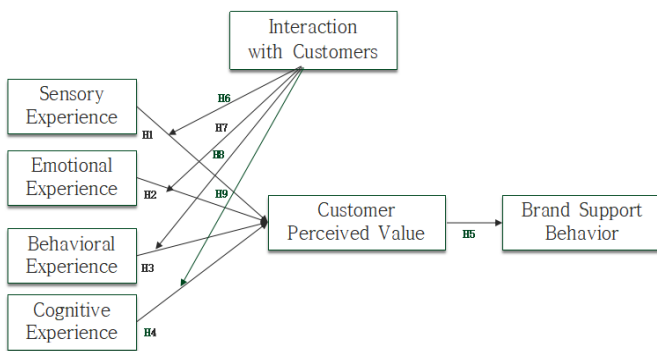 Interaction
with Customers
Sensory
Experience
H6
H7
H1
H8
Emotional
Experience
H2
H9
Customer
Perceived Value
Brand Support
Behavior
H5
Behavioral
Experience
H3
Cognitive
Experience
H4